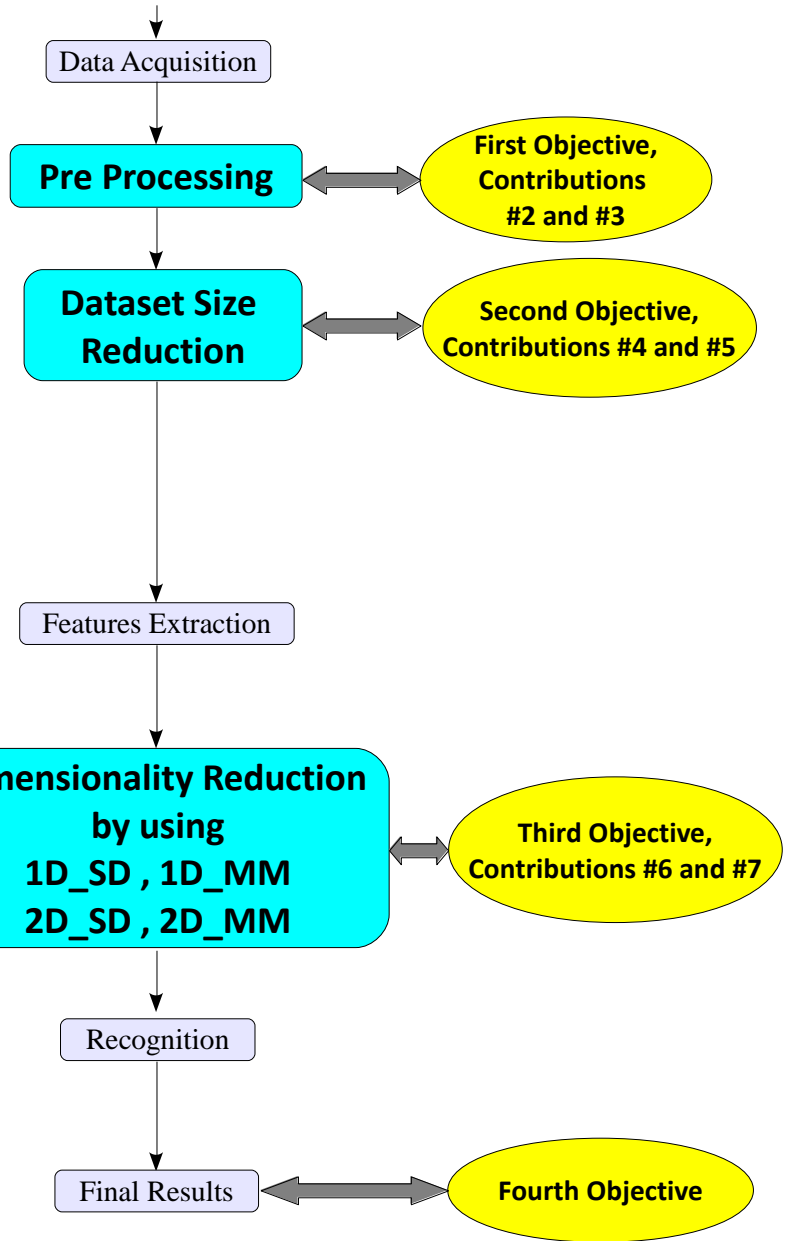 Data Acquisition
Pre Processing
First Objective,
Contributions
#2 and #3
Dataset Size
Reduction
Second Objective,
Contributions #4 and #5
Features Extraction
mensionality Reduction
by using
1D_SD , 1D_MM
2D_SD , 2D_MM
Third Objective,
Contributions #6 and #7
Recognition
Final Results
Fourth Objective